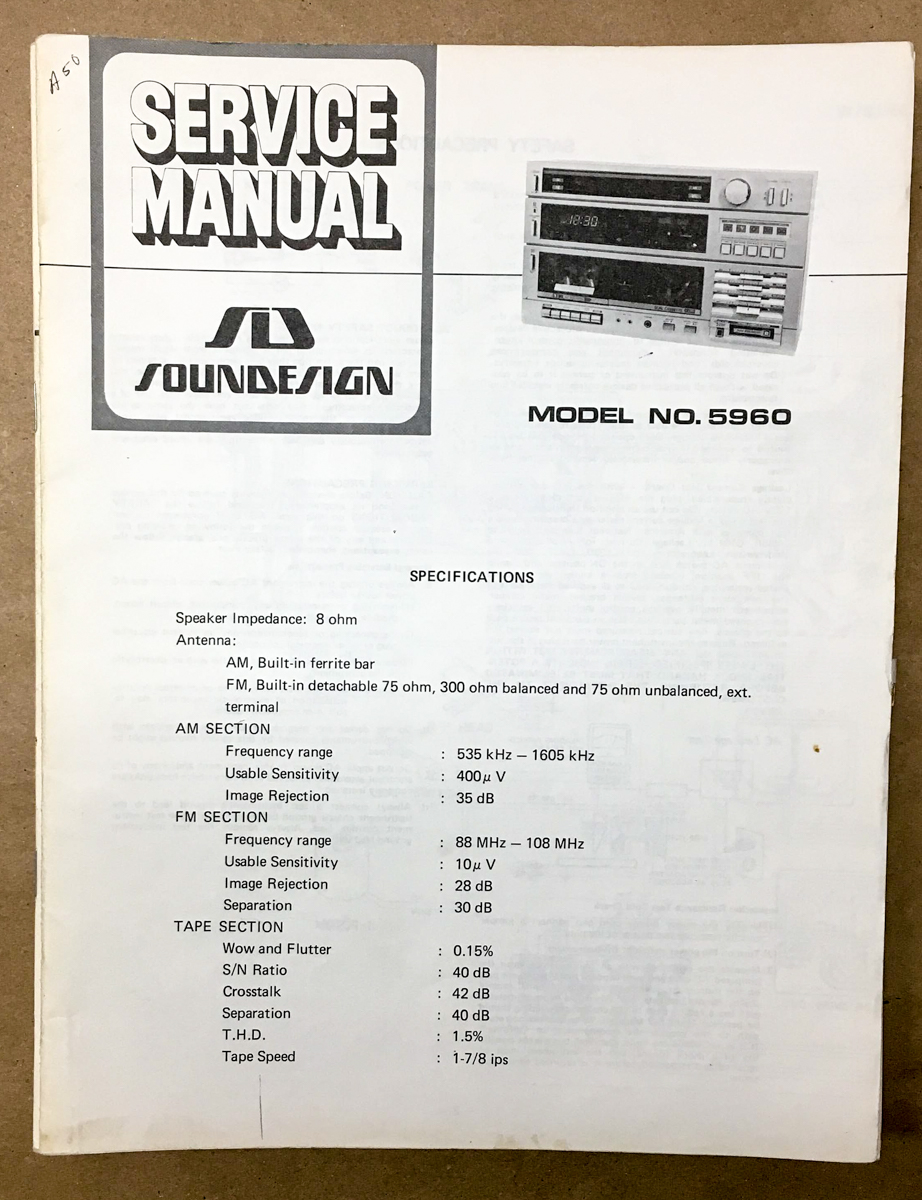 A50
SERVICE
MANUAL
SD
SOUNDESIGN
12:30
MODEL NO. 5960
SPECIFICATIONS
Speaker Impedance: 8 ohm
Antenna:
AM, Built-in ferrite bar
FM, Built-in detachable 75 ohm, 300 ohm balanced and 75 ohm unbalanced, ext.
terminal
AM SECTION
Frequency range : 535 kHz – 1605 kHz
Usable Sensitivity : 400μ V
Image Rejection : 35 dB
FM SECTION
Frequency range : 88 MHz – 108 MHz
Usable Sensitivity : 10μ V
Image Rejection : 28 dB
Separation : 30 dB
TAPE SECTION
Wow and Flutter : 0.15%
S/N Ratio : 40 dB
Crosstalk : 42 dB
Separation : 40 dB
T.H.D. : 1.5%
Tape Speed : 1-7/8 ips